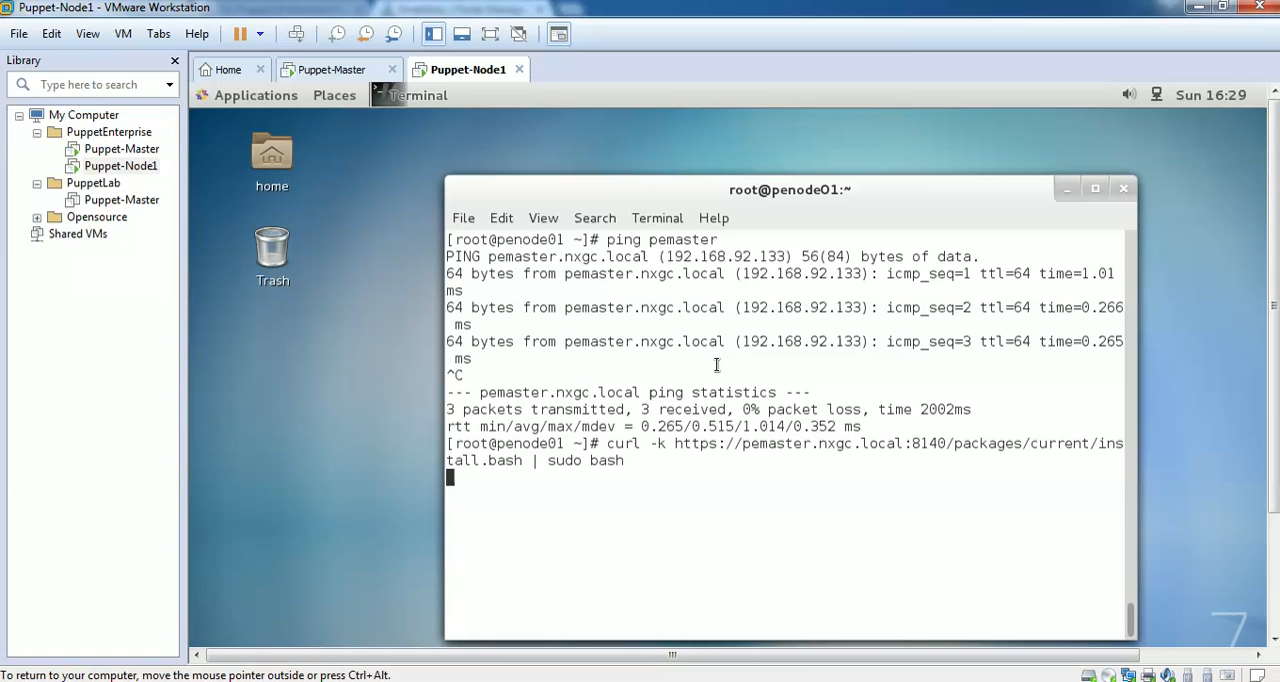 Puppet-Node1 - VMware Workstation
File Edit View VM Tabs Help
Library
Type here to search
My Computer
PuppetEnterprise
Puppet-Master
Puppet-Node1
PuppetLab
Puppet-Master
Opensource
Shared VMs
Home Puppet-Master Puppet-Node1
Applications Places Terminal Sun 16:29
home
Trash
root@penode01:~
File Edit View Search Terminal Help
[root@penode01 ~]# ping pemaster
PING pemaster.nxgc.local (192.168.92.133) 56(84) bytes of data.
64 bytes from pemaster.nxgc.local (192.168.92.133): icmp_seq=1 ttl=64 time=1.01
ms
64 bytes from pemaster.nxgc.local (192.168.92.133): icmp_seq=2 ttl=64 time=0.266
ms
64 bytes from pemaster.nxgc.local (192.168.92.133): icmp_seq=3 ttl=64 time=0.265
ms
^C
--- pemaster.nxgc.local ping statistics ---
3 packets transmitted, 3 received, 0% packet loss, time 2002ms
rtt min/avg/max/mdev = 0.265/0.515/1.014/0.352 ms
[root@penode01 ~]# curl -k https://pemaster.nxgc.local:8140/packages/current/ins
tall.bash | sudo bash
7
To return to your computer, move the mouse pointer outside or press Ctrl+Alt.